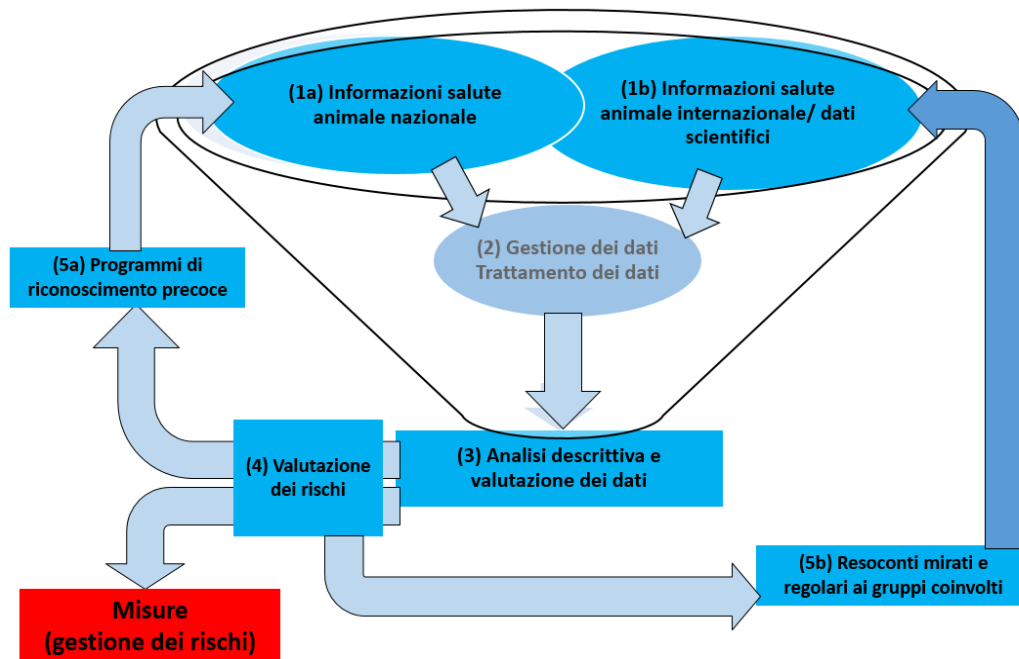 (1a) Informazioni salute
animale nazionale
(1b) Informazioni salute
animale internazionale/ dati
scientifici
(2) Gestione dei dati
Trattamento dei dati
(5a) Programmi di
riconoscimento precoce
(4) Valutazione
dei rischi
(3) Analisi descrittiva e
valutazione dei dati
(5b) Resoconti mirati e
regolari ai gruppi coinvolti
Misure
(gestione dei rischi)